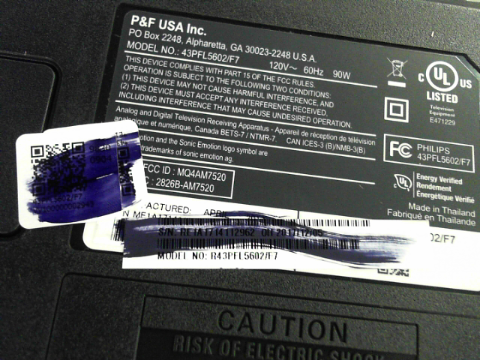 P&F USA Inc.
PO Box 2248, Alpharetta, GA 30023-2248 U.S.A.
MODEL NO.: 43PFL5602/F7 120V~ 60Hz 90W
THIS DEVICE COMPLIES WITH PART 15 OF THE FCC RULES.
OPERATION IS SUBJECT TO THE FOLLOWING TWO CONDITIONS:
(1) THIS DEVICE MAY NOT CAUSE HARMFUL INTERFERENCE, AND
(2) THIS DEVICE MUST ACCEPT ANY INTERFERENCE RECEIVED,
INCLUDING INTERFERENCE THAT MAY CAUSE UNDESIRED OPERATION.
Analog and Digital Television Receiving Apparatus - Appareil de réception de télévision
analogique et numérique, Canada BETS-7 / NTMR-7. CAN ICES-3 (B)/NMB-3(B)
emotion and the Sonic Emotion logo symbol are
trademarks of sonic emotion ag.
FCC ID : MQ4AM7520
: 2826B-AM7520
C UL US
LISTED
Television
Equipment
E471229
FC
PHILIPS
43PFL5602/F7
Energy Verified
Rendement
Énergétique Vérifié
Made in Thailand
Fabriqué en Thaïlande
ACTURED:
02/F7
MODEL NO: R43PFL5602/F7
CAUTION
RISK OF ELECTRIC SHOCK